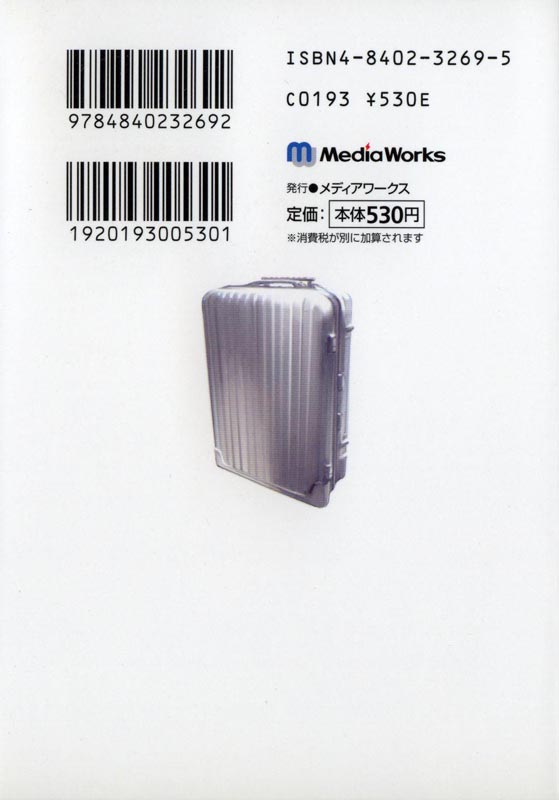 ISBN4-8402-3269-5
C0193 ¥530E
9784840232692
MediaWorks
発行●メディアワークス
定価：本体530円
※消費税が別に加算されます
1920193005301